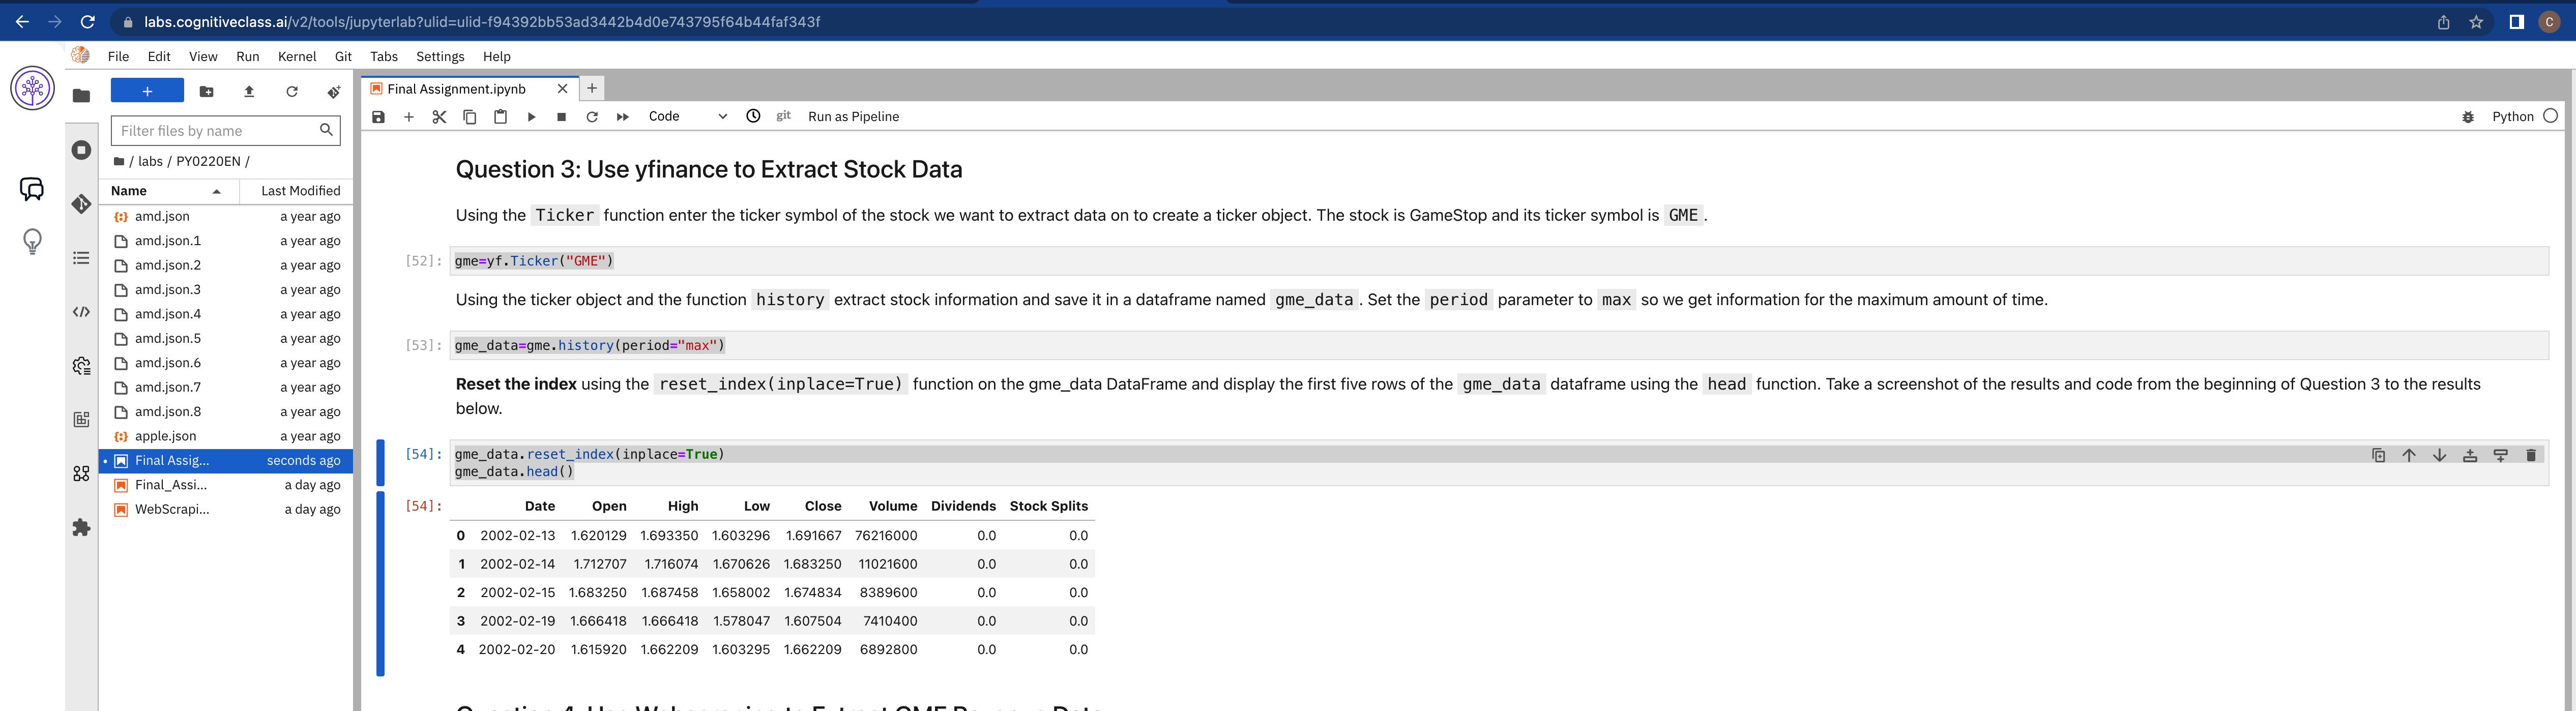 labs.cognitiveclass.ai/v2/tools/jupyterlab?ulid=ulid-f94392bb53ad3442b4d0e743795f64b44faf343f
C
File Edit View Run Kernel Git Tabs Settings Help
Final Assignment.ipynb
Code git Run as Pipeline Python
Filter files by name
/ labs / PY0220EN /
Name Last Modified
amd.json a year ago
amd.json.1 a year ago
amd.json.2 a year ago
amd.json.3 a year ago
amd.json.4 a year ago
amd.json.5 a year ago
amd.json.6 a year ago
amd.json.7 a year ago
amd.json.8 a year ago
apple.json a year ago
Final Assig... seconds ago
Final_Assi... a day ago
WebScrapi... a day ago
Question 3: Use yfinance to Extract Stock Data
Using the Ticker function enter the ticker symbol of the stock we want to extract data on to create a ticker object. The stock is GameStop and its ticker symbol is GME .
[52]: gme=yf.Ticker("GME")
Using the ticker object and the function history extract stock information and save it in a dataframe named gme_data . Set the period parameter to max so we get information for the maximum amount of time.
[53]: gme_data=gme.history(period="max")
Reset the index using the reset_index(inplace=True) function on the gme_data DataFrame and display the first five rows of the gme_data dataframe using the head function. Take a screenshot of the results and code from the beginning of Question 3 to the results
below.
[54]: gme_data.reset_index(inplace=True)
gme_data.head()
[54]: Date Open High Low Close Volume Dividends Stock Splits
0 2002-02-13 1.620129 1.693350 1.603296 1.691667 76216000 0.0 0.0
1 2002-02-14 1.712707 1.716074 1.670626 1.683250 11021600 0.0 0.0
2 2002-02-15 1.683250 1.687458 1.658002 1.674834 8389600 0.0 0.0
3 2002-02-19 1.666418 1.666418 1.578047 1.607504 7410400 0.0 0.0
4 2002-02-20 1.615920 1.662209 1.603295 1.662209 6892800 0.0 0.0
Question 4: Use Webscraping to Extract GME Revenue Data